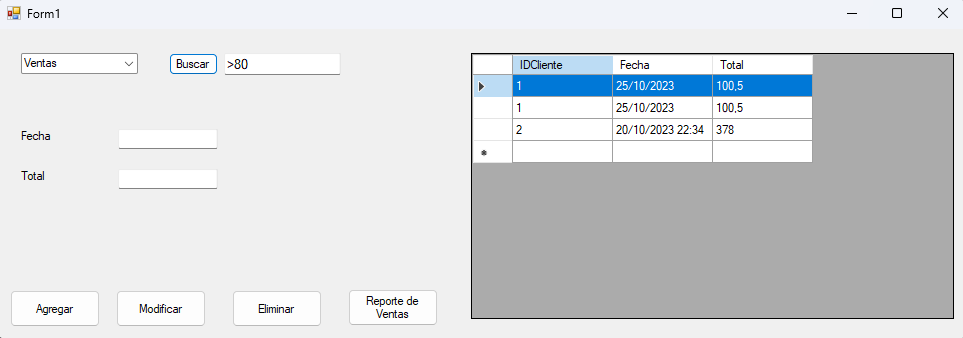 Form1
Ventas
Buscar
>80
Fecha
Total
Agregar
Modificar
Eliminar
Reporte de
Ventas
IDCliente Fecha Total
1 25/10/2023 100,5
1 25/10/2023 100,5
2 20/10/2023 22:34 378